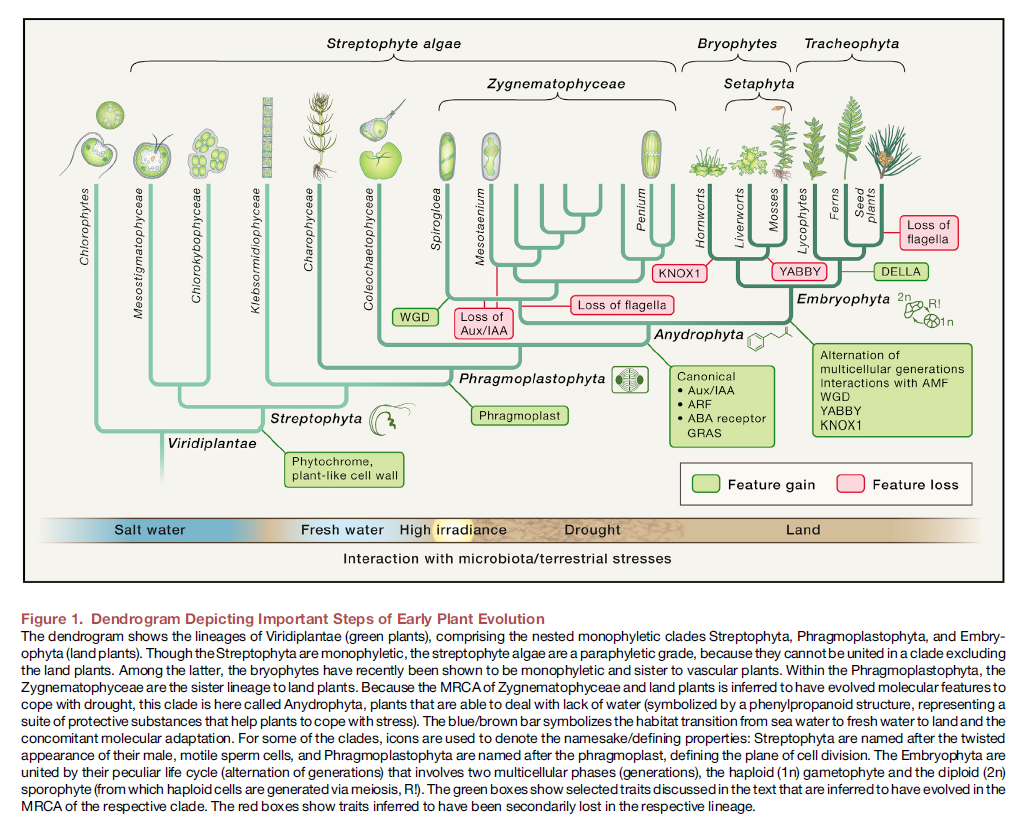 Streptophyte algae
Bryophytes
Tracheophyta
Zygnematophyceae
Setaphyta
Chlorophytes
Mesostigmatophyceae
Chlorokybophyceae
Klebsormidiophyceae
Charophyceae
Coleochaetophyceae
Spirogloea
Mesotaenium
Penium
Hornworts
Liverworts
Mosses
Lycophytes
Ferns
Seed
plants
Loss of
flagella
KNOX1
YABBY
DELLA
WGD
Loss of
Aux/IAA
Loss of flagella
Embryophyta
2n
R!
1n
Anydrophyta
Phragmoplastophyta
Canonical
• Aux/IAA
• ARF
• ABA receptor
GRAS
Alternation of
multicellular generations
Interactions with AMF
WGD
YABBY
KNOX1
Phragmoplast
Streptophyta
Viridiplantae
Phytochrome,
plant-like cell wall
Feature gain
Feature loss
Salt water
Fresh water
High irradiance
Drought
Land
Interaction with microbiota/terrestrial stresses
Figure 1. Dendrogram Depicting Important Steps of Early Plant Evolution
The dendrogram shows the lineages of Viridiplantae (green plants), comprising the nested monophyletic clades Streptophyta, Phragmoplastophyta, and Embry-
ophyta (land plants). Though the Streptophyta are monophyletic, the streptophyte algae are a paraphyletic grade, because they cannot be united in a clade excluding
the land plants. Among the latter, the bryophytes have recently been shown to be monophyletic and sister to vascular plants. Within the Phragmoplastophyta, the
Zygnematophyceae are the sister lineage to land plants. Because the MRCA of Zygnematophyceae and land plants is inferred to have evolved molecular features to
cope with drought, this clade is here called Anydrophyta, plants that are able to deal with lack of water (symbolized by a phenylpropanoid structure, representing a
suite of protective substances that help plants to cope with stress). The blue/brown bar symbolizes the habitat transition from sea water to fresh water to land and the
concomitant molecular adaptation. For some of the clades, icons are used to denote the namesake/defining properties: Streptophyta are named after the twisted
appearance of their male, motile sperm cells, and Phragmoplastophyta are named after the phragmoplast, defining the plane of cell division. The Embryophyta are
united by their peculiar life cycle (alternation of generations) that involves two multicellular phases (generations), the haploid (1n) gametophyte and the diploid (2n)
sporophyte (from which haploid cells are generated via meiosis, R!). The green boxes show selected traits discussed in the text that are inferred to have evolved in the
MRCA of the respective clade. The red boxes show traits inferred to have been secondarily lost in the respective lineage.